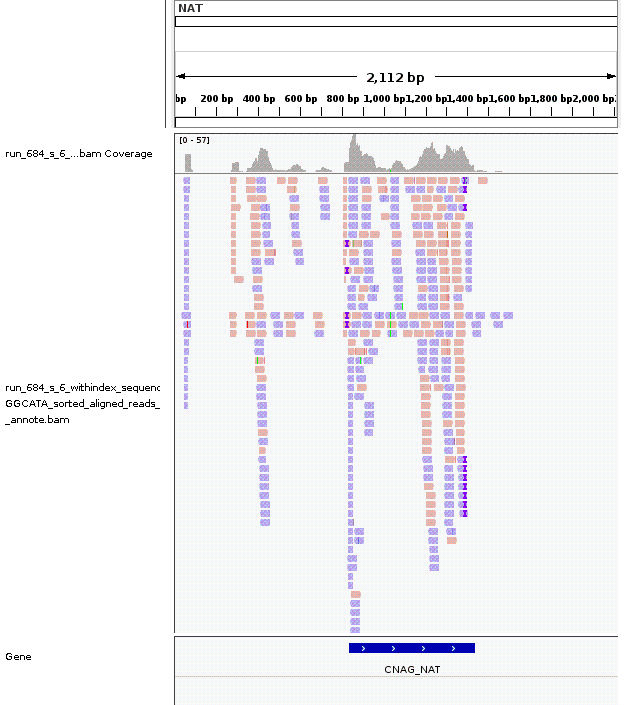 NAT
2,112 bp
bp 200 bp 400 bp 600 bp 800 bp 1,000 bp 1,200 bp 1,400 bp 1,600 bp 1,800 bp 2,000 bp
[0 - 57]
run_684_s_6_...bam Coverage
run_684_s_6_withindex_sequenc
GGCATA_sorted_aligned_reads_
_annote.bam
Gene
CNAG_NAT